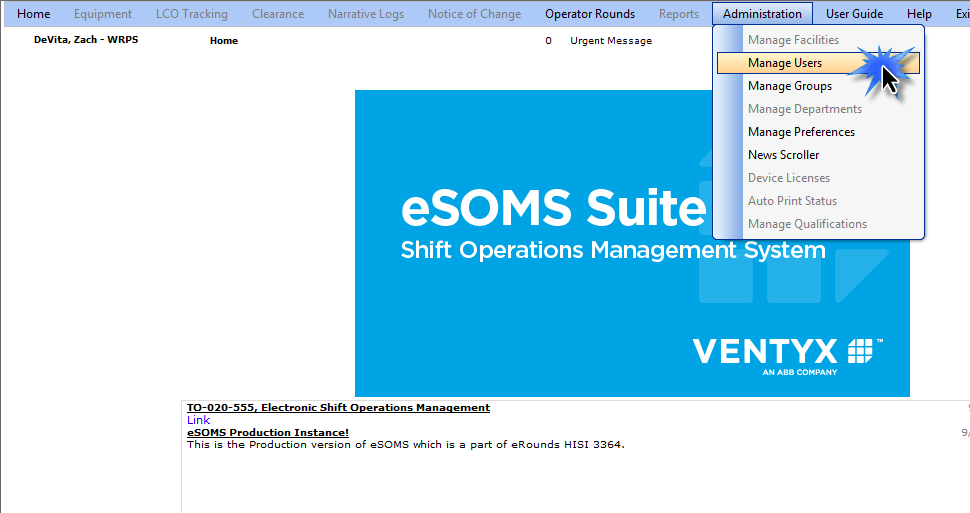 Home Equipment LCO Tracking Clearance Narrative Logs Notice of Change Operator Rounds Reports Administration User Guide Help Exi
DeVita, Zach - WRPS Home 0 Urgent Message
Manage Facilities
Manage Users
Manage Groups
Manage Departments
Manage Preferences
News Scroller
Device Licenses
Auto Print Status
Manage Qualifications
eSOMS Suite
Shift Operations Management System
VENTYX ™
AN ABB COMPANY
TO-020-555, Electronic Shift Operations Management
Link
eSOMS Production Instance! 9/
This is the Production version of eSOMS which is a part of eRounds HISI 3364.